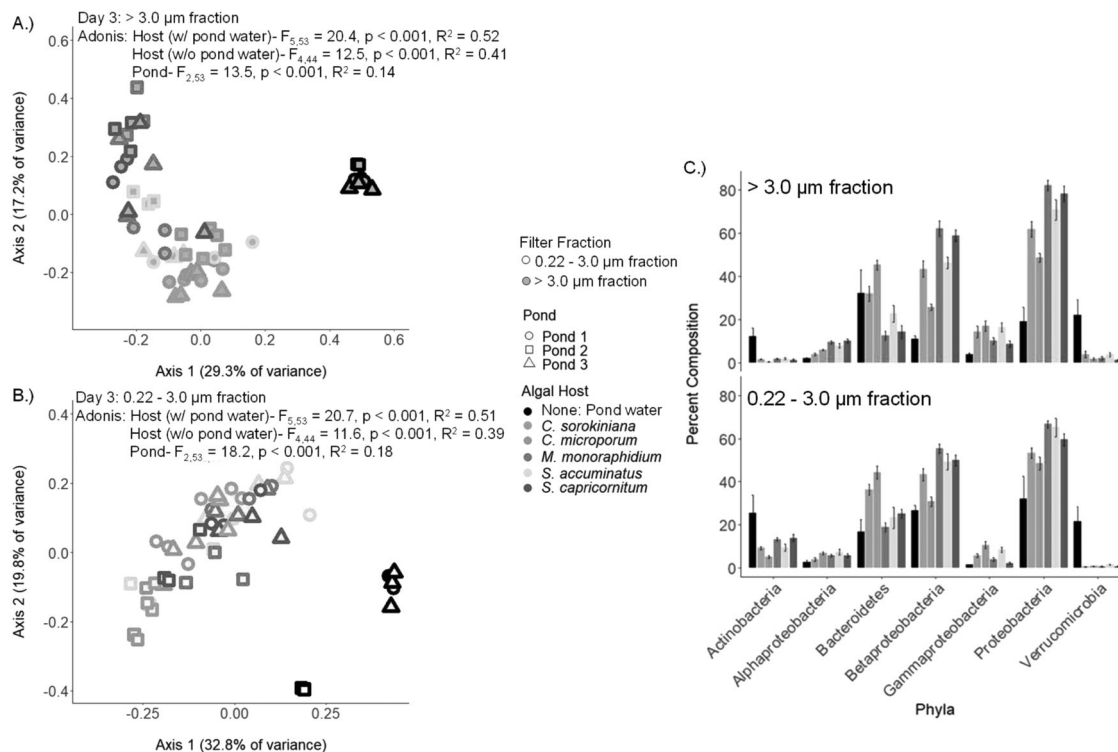 A.)
Day 3: > 3.0 µm fraction
Adonis: Host (w/ pond water)- F5,53 = 20.4, p < 0.001, R² = 0.52
Host (w/o pond water)- F4,44 = 12.5, p < 0.001, R² = 0.41
Pond- F2,53 = 13.5, p < 0.001, R² = 0.14
Axis 2 (17.2% of variance)
0.6
0.4
0.2
0.0
-0.2
-0.2 0.0 0.2 0.4 0.6
Axis 1 (29.3% of variance)
B.)
Day 3: 0.22 - 3.0 µm fraction
Adonis: Host (w/ pond water)- F5,53 = 20.7, p < 0.001, R² = 0.51
Host (w/o pond water)- F4,44 = 11.6, p < 0.001, R² = 0.39
Pond- F2,53 = 18.2, p < 0.001, R² = 0.18
Axis 2 (19.8% of variance)
0.4
0.2
0.0
-0.2
-0.4
-0.25 0.00 0.25
Axis 1 (32.8% of variance)
Filter Fraction
0.22 - 3.0 µm fraction
> 3.0 µm fraction
Pond
Pond 1
Pond 2
Pond 3
Algal Host
None: Pond water
C. sorokiniana
C. microporum
M. monoraphidium
S. accuminatus
S. capricornitum
C.)
> 3.0 µm fraction
80
60
40
20
0
0.22 - 3.0 µm fraction
80
60
40
20
0
Percent Composition
Actinobacteria
Alphaproteobacteria
Bacteroidetes
Betaproteobacteria
Gammaproteobacteria
Proteobacteria
Verrucomicrobia
Phyla